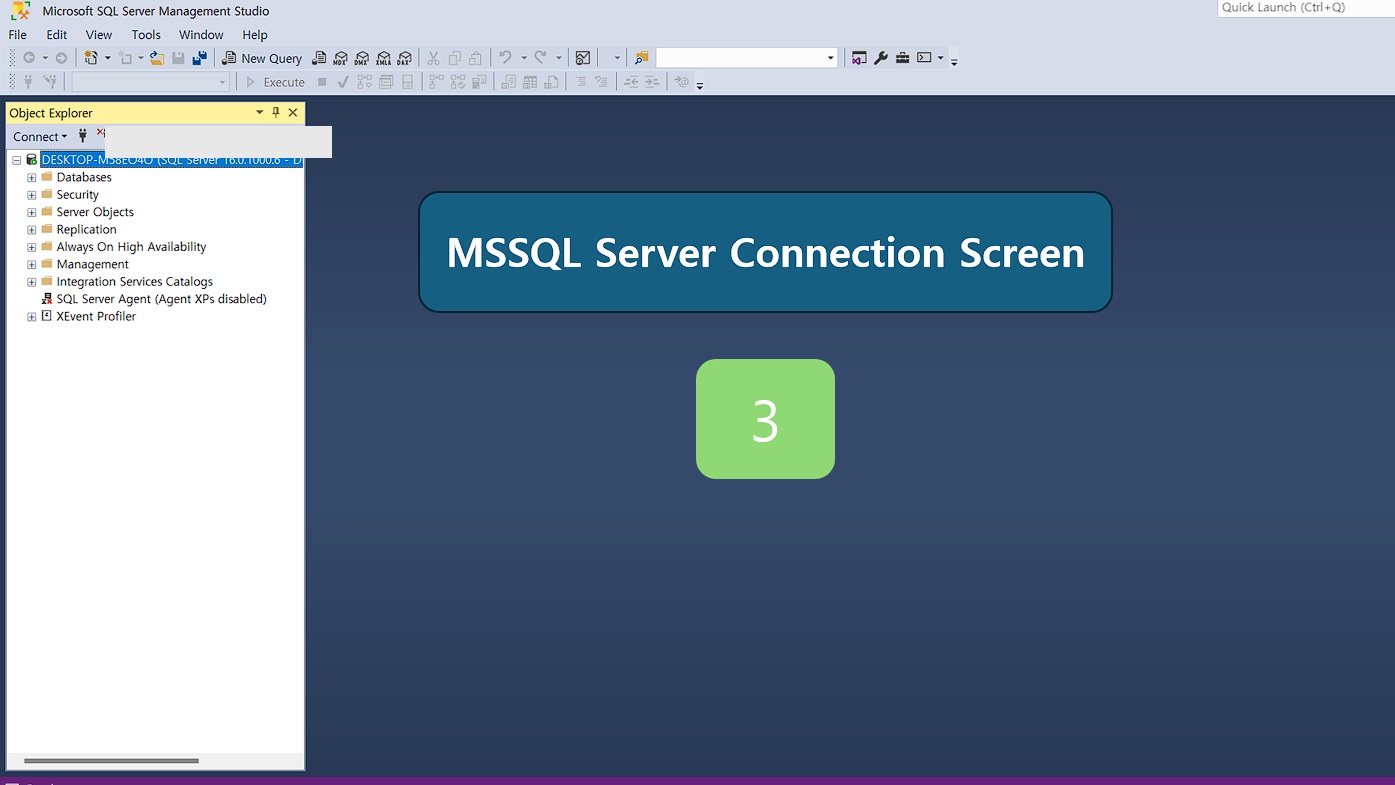 Microsoft SQL Server Management Studio
Quick Launch (Ctrl+Q)
File Edit View Tools Window Help
New Query MDX DMX XMLA DAX
Execute
Object Explorer
Connect
(SQL Server 16.0.1000.6 - D
Databases
Security
Server Objects
Replication
Always On High Availability
Management
Integration Services Catalogs
SQL Server Agent (Agent XPs disabled)
XEvent Profiler
MSSQL Server Connection Screen
3